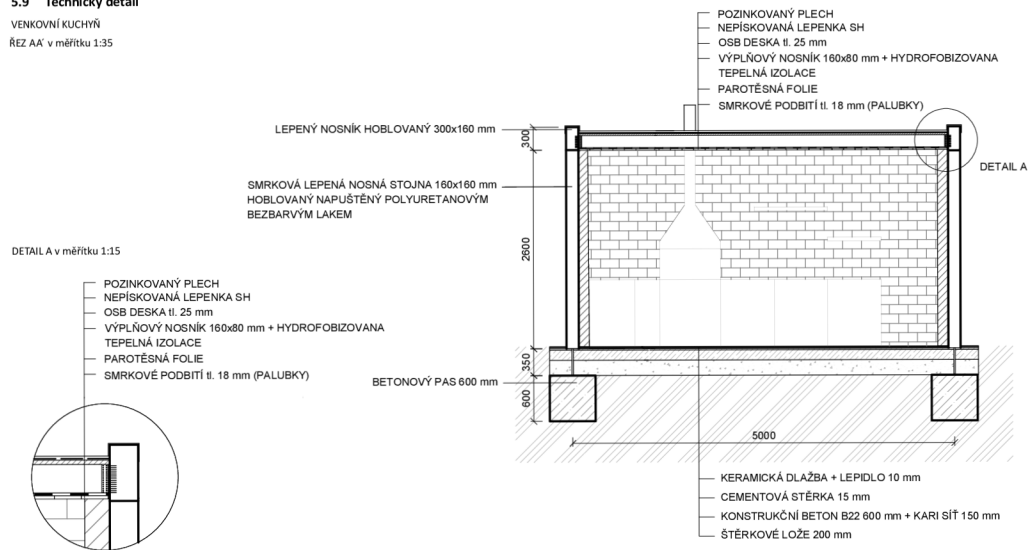 5.9 Technický detail
VENKOVNÍ KUCHYŇ
ŘEZ AA' v měřítku 1:35
POZINKOVANÝ PLECH
NEPÍSKOVANÁ LEPENKA SH
OSB DESKA tl. 25 mm
VÝPLŇOVÝ NOSNÍK 160x80 mm + HYDROFOBIZOVANA
TEPELNÁ IZOLACE
PAROTĚSNÁ FOLIE
SMRKOVÉ PODBITÍ tl. 18 mm (PALUBKY)
LEPENÝ NOSNÍK HOBLOVANÝ 300x160 mm
300
DETAIL A
SMRKOVÁ LEPENÁ NOSNÁ STOJNA 160x160 mm
HOBLOVANÝ NAPUŠTĚNÝ POLYURETANOVÝM
BEZBARVÝM LAKEM
2600
DETAIL A v měřítku 1:15
POZINKOVANÝ PLECH
NEPÍSKOVANÁ LEPENKA SH
OSB DESKA tl. 25 mm
VÝPLŇOVÝ NOSNÍK 160x80 mm + HYDROFOBIZOVANA
TEPELNÁ IZOLACE
PAROTĚSNÁ FOLIE
SMRKOVÉ PODBITÍ tl. 18 mm (PALUBKY)
350
BETONOVÝ PAS 600 mm
600
5000
KERAMICKÁ DLAŽBA + LEPIDLO 10 mm
CEMENTOVÁ STĚRKA 15 mm
KONSTRUKČNÍ BETON B22 600 mm + KARI SÍŤ 150 mm
ŠTĚRKOVÉ LOŽE 200 mm